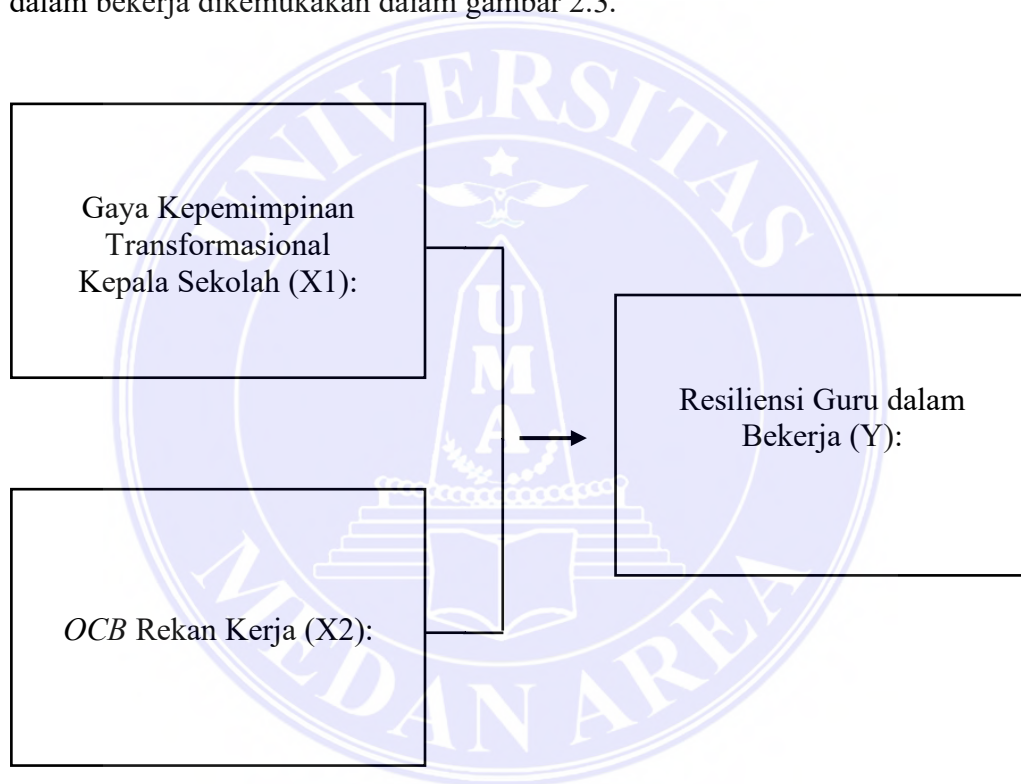 dalam bekerja dikemukakan dalam gambar 2.3.
UNIVERSITAS
Gaya Kepemimpinan
Transformasional
Kepala Sekolah (X1):
UMA
Resiliensi Guru dalam
Bekerja (Y):
OCB Rekan Kerja (X2):
MEDAN AREA